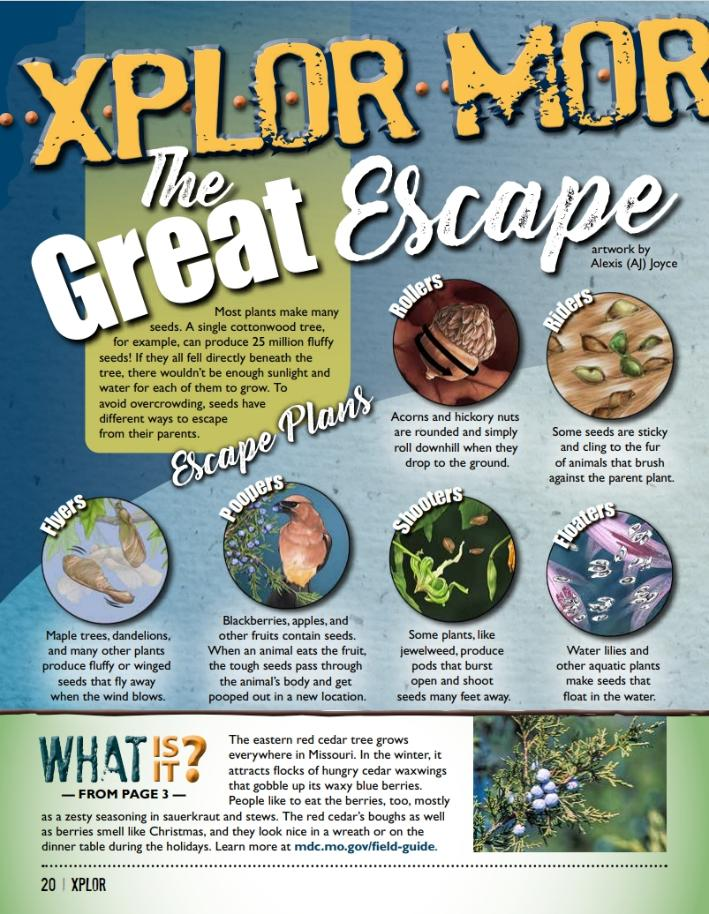 XPLOR MOR
The
Great Escape
artwork by
Alexis (AJ) Joyce
Most plants make many
seeds. A single cottonwood tree,
for example, can produce 25 million fluffy
seeds! If they all fell directly beneath the
tree, there wouldn't be enough sunlight and
water for each of them to grow. To
avoid overcrowding, seeds have
different ways to escape
from their parents.
Escape Plans
Rollers
Acorns and hickory nuts
are rounded and simply
roll downhill when they
drop to the ground.
Riders
Some seeds are sticky
and cling to the fur
of animals that brush
against the parent plant.
Flyers
Maple trees, dandelions,
and many other plants
produce fluffy or winged
seeds that fly away
when the wind blows.
Poopers
Blackberries, apples, and
other fruits contain seeds.
When an animal eats the fruit,
the tough seeds pass through
the animal's body and get
pooped out in a new location.
Shooters
Some plants, like
jewelweed, produce
pods that burst
open and shoot
seeds many feet away.
Floaters
Water lilies and
other aquatic plants
make seeds that
float in the water.
WHAT IS IT?
— FROM PAGE 3 —
The eastern red cedar tree grows
everywhere in Missouri. In the winter, it
attracts flocks of hungry cedar waxwings
that gobble up its waxy blue berries.
People like to eat the berries, too, mostly
as a zesty seasoning in sauerkraut and stews. The red cedar's boughs as well
as berries smell like Christmas, and they look nice in a wreath or on the
dinner table during the holidays. Learn more at mdc.mo.gov/field-guide.
20 | XPLOR